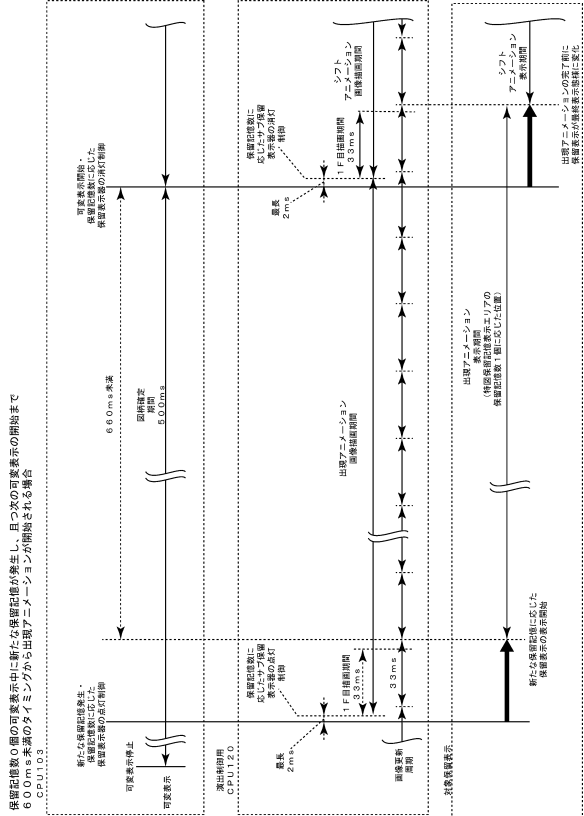 保留記憶数0個の可変表示中に新たな保留記憶が発生し、且つ次の可変表示の開始まで
600ms未満のタイミングから出現アニメーションが開始される場合
CPU103
新たな保留記憶発生・
保留記憶数に応じた
保留表示器の点灯制御
可変表示開始・
保留記憶数に応じた
保留表示器の消灯制御
660ms未満
可変表示停止
図柄確定
期間
500ms
可変表示
演出制御用
CPU120
保留記憶数に
応じたサブ保留
表示器の点灯
制御
保留記憶数に
応じたサブ保留
表示器の消灯
制御
最長
2ms
最長
2ms
1F目描画期間
33ms
1F目描画期間
33ms
出現アニメーション
画像描画期間
シフト
アニメーション
画像描画期間
33ms
画像更新
周期
対象保留表示
出現アニメーション
表示期間
(特図保留記憶表示エリアの
保留記憶数1個に応じた位置)
シフト
アニメーション
表示期間
新たな保留記憶に応じた
保留表示の表示開始
出現アニメーションの完了前に
保留表示が最終表示態様に変化